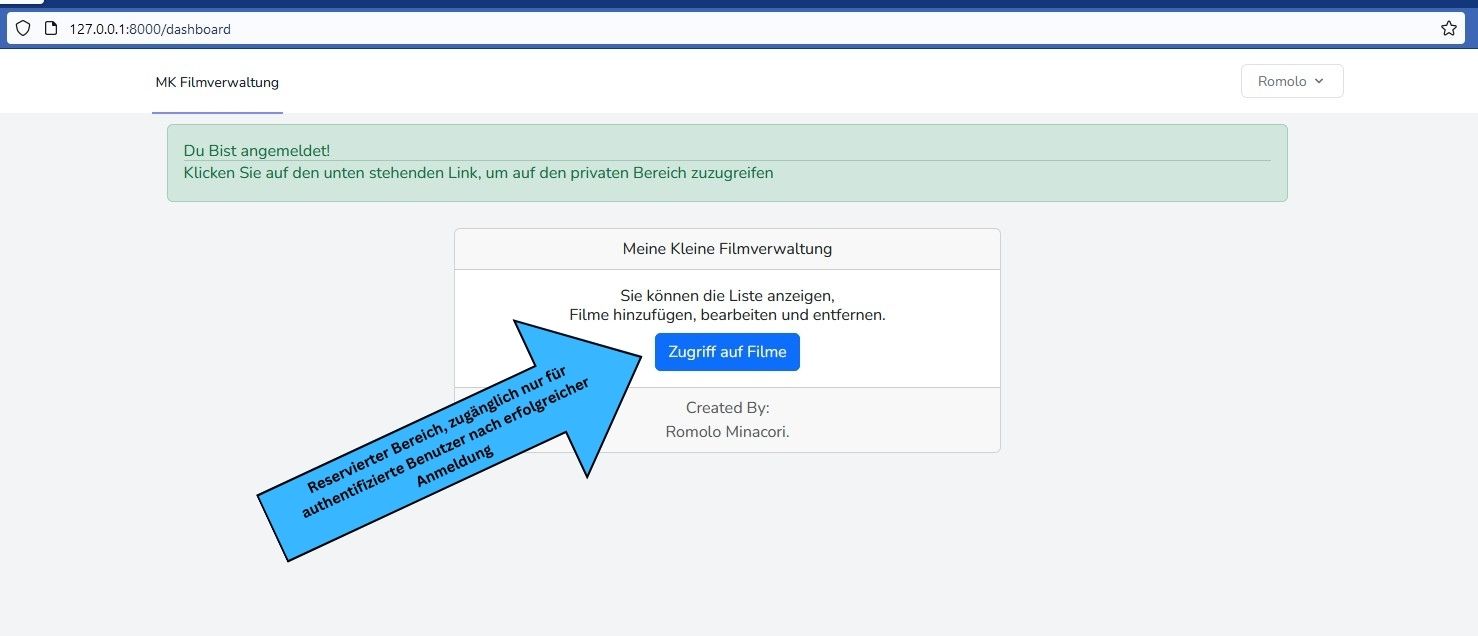 127.0.0.1:8000/dashboard
MK Filmverwaltung
Romolo
Du Bist angemeldet!
Klicken Sie auf den unten stehenden Link, um auf den privaten Bereich zuzugreifen
Meine Kleine Filmverwaltung
Sie können die Liste anzeigen,
Filme hinzufügen, bearbeiten und entfernen.
Zugriff auf Filme
Reservierter Bereich, zugänglich nur für
authentifizierte Benutzer nach erfolgreicher
Anmeldung
Created By:
Romolo Minacori.